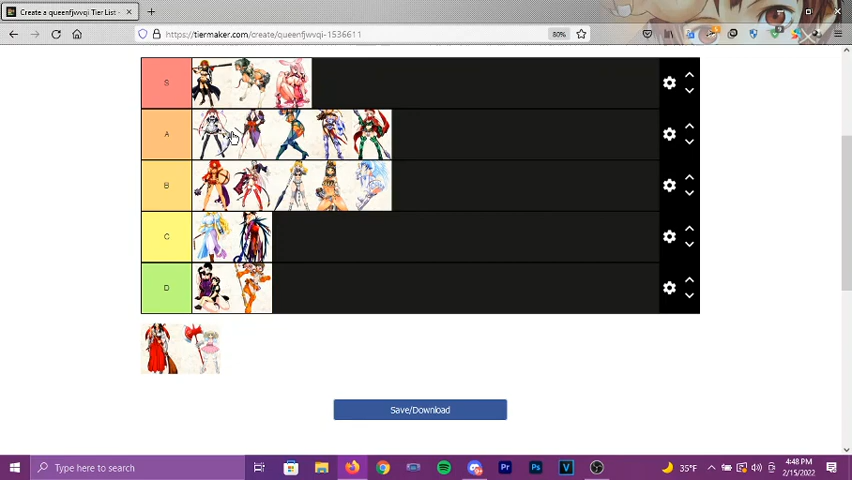 Create a queenfjwvqi Tier List -
https://tiermaker.com/create/queenfjwvqi-1536611
80%
S
A
B
C
D
Save/Download
Type here to search
35°F
4:48 PM
2/15/2022